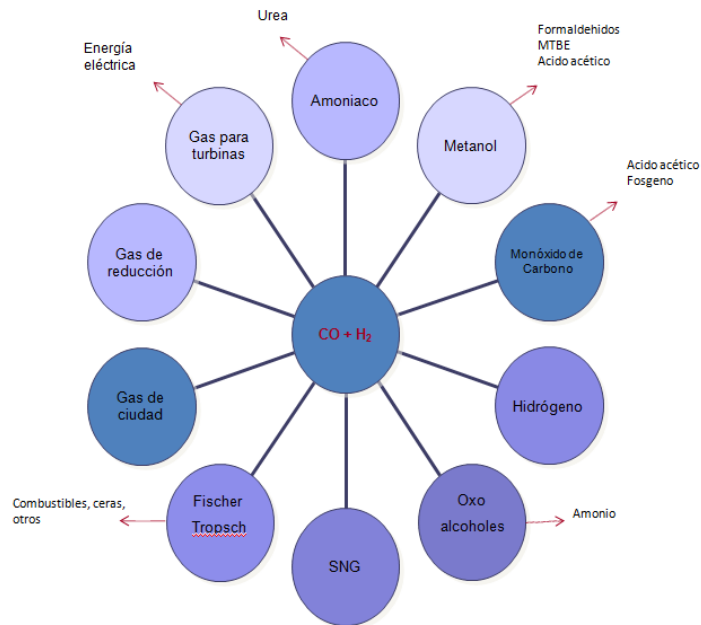 Urea
Formaldehidos
MTBE
Acido acético
Energía
eléctrica
Amoniaco
Gas para
turbinas
Metanol
Acido acético
Fosgeno
Gas de
reducción
Monóxido de
Carbono
CO + H₂
Gas de
ciudad
Hidrógeno
Combustibles, ceras,
otros
Fischer
Tropsch
Oxo
alcoholes
Amonio
SNG